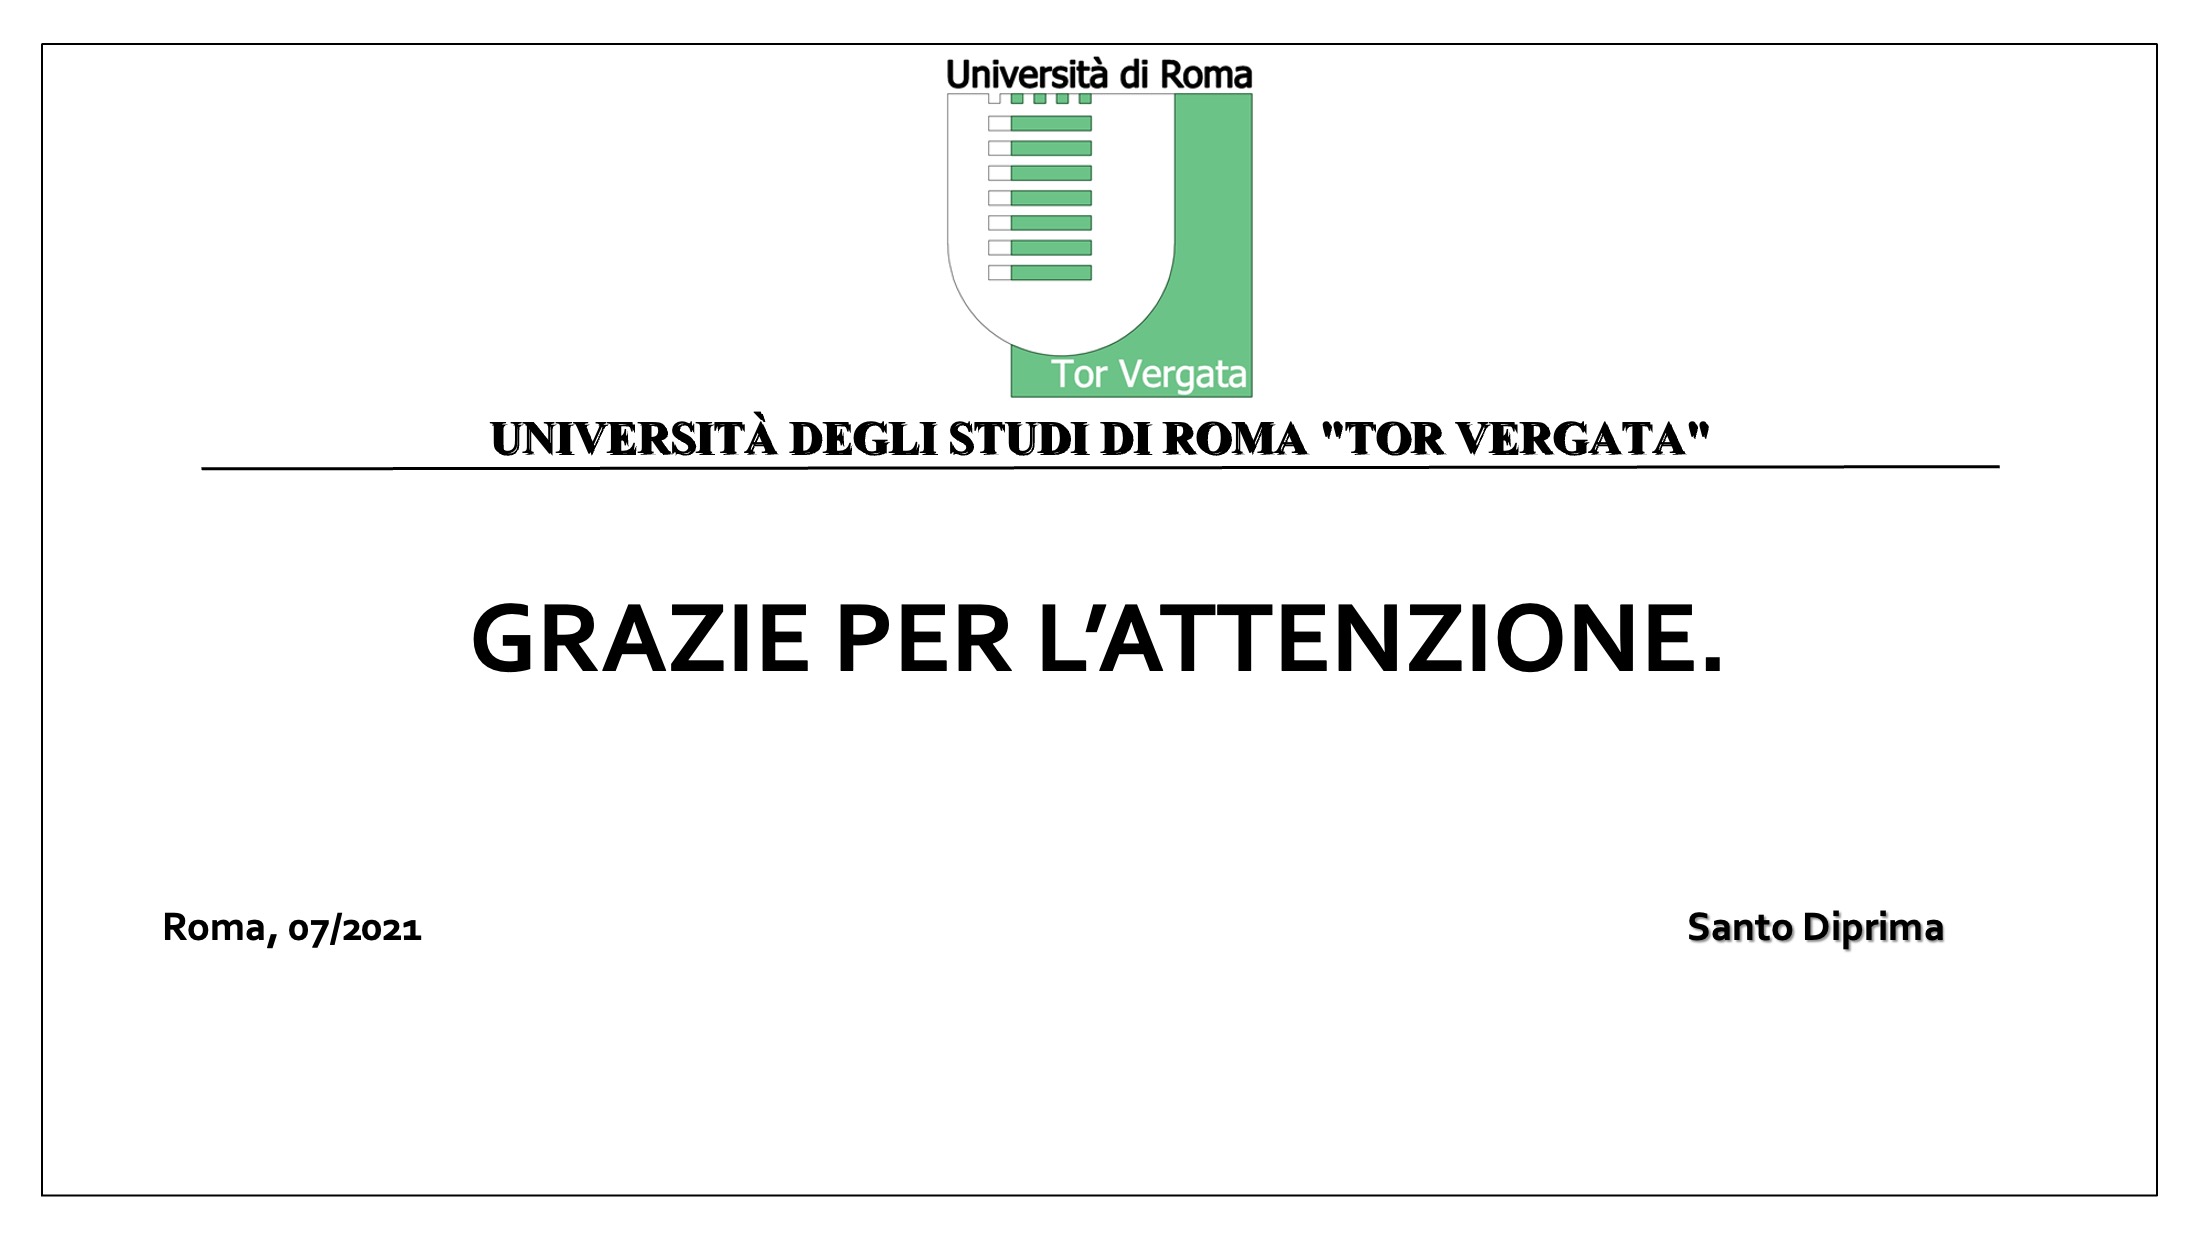 Università di Roma
Tor Vergata
UNIVERSITÀ DEGLI STUDI DI ROMA "TOR VERGATA"
GRAZIE PER L’ATTENZIONE.
Roma, 07/2021
Santo Diprima